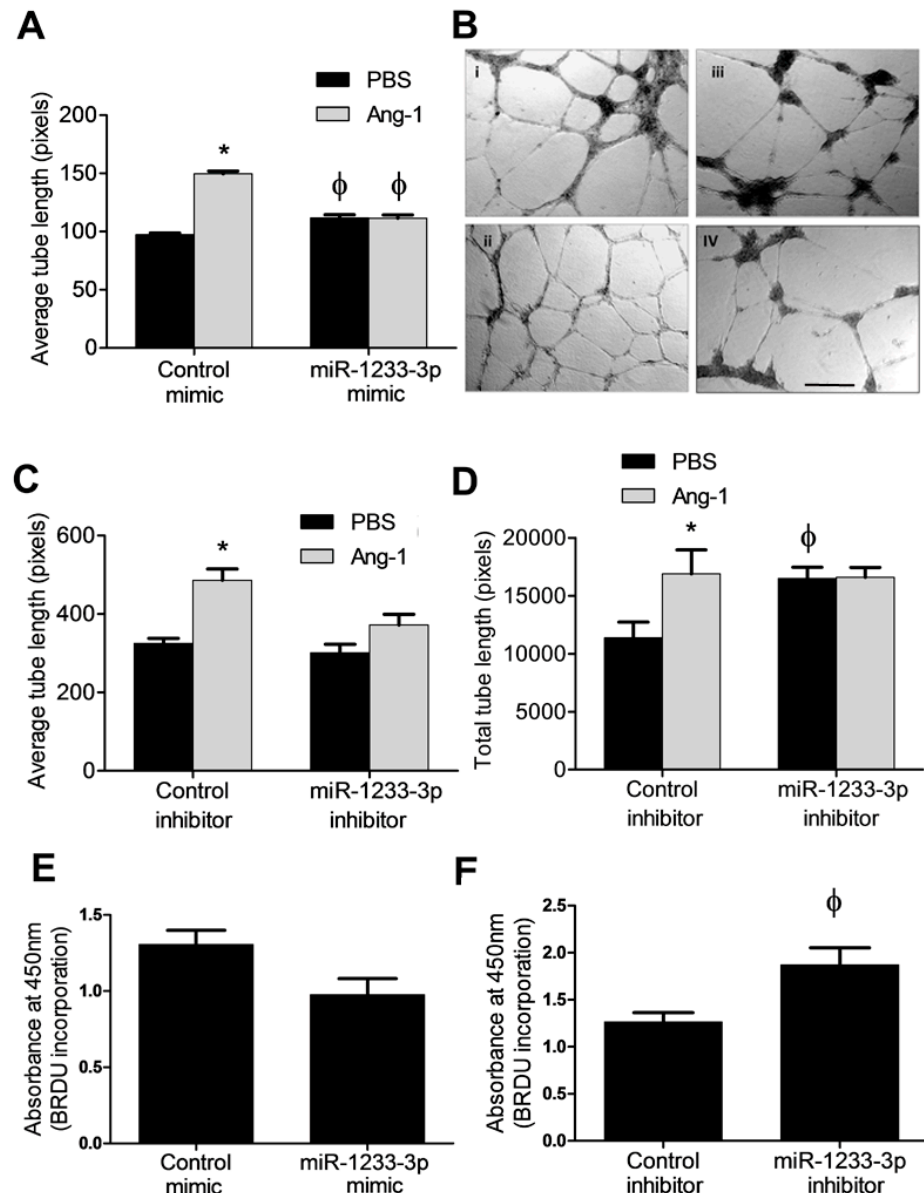 A
PBS
Ang-1
Average tube length (pixels)
200
150
100
50
0
*
ϕ ϕ
Control mimic
miR-1233-3p mimic
B
i
iii
ii
IV
C
PBS
Ang-1
Average tube length (pixels)
600
400
200
0
*
Control inhibitor
miR-1233-3p inhibitor
D
PBS
Ang-1
Total tube length (pixels)
20000
15000
10000
5000
0
*
ϕ
Control inhibitor
miR-1233-3p inhibitor
E
Absorbance at 450nm
(BRDU incorporation)
1.5
1.0
0.5
0.0
Control mimic
miR-1233-3p mimic
F
Absorbance at 450nm
(BRDU incorporation)
2.5
2.0
1.5
1.0
0.5
0.0
ϕ
Control inhibitor
miR-1233-3p inhibitor